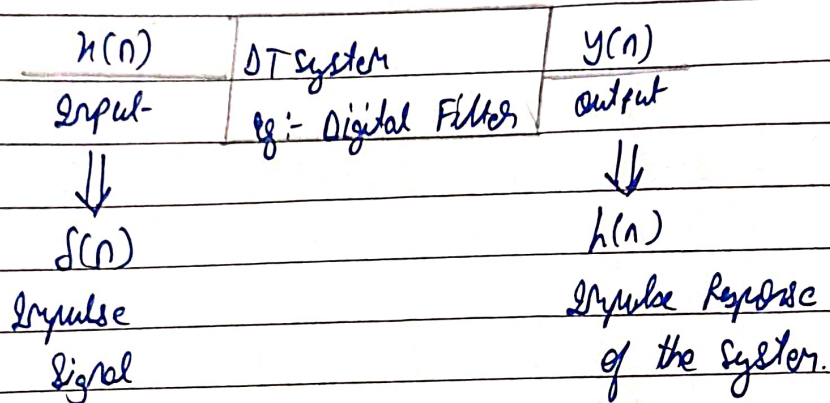 x(n)
Input
DT System
eg:- Digital Filter
y(n)
output
⇓
⇓
δ(n)
h(n)
Impulse
Signal
Impulse Response
of the System.